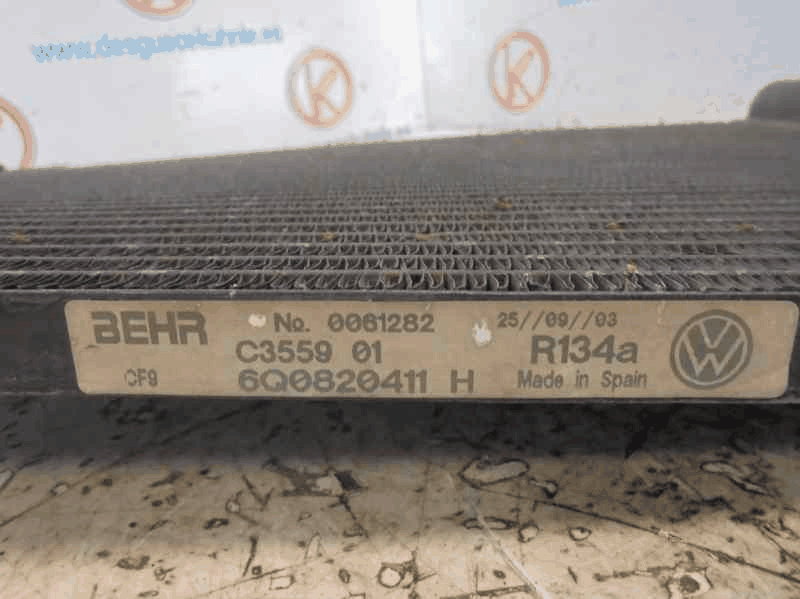 BEHR No. 0061282 25//09//03
C3559 01 R134a
CF9 6Q0820411 H Made in Spain